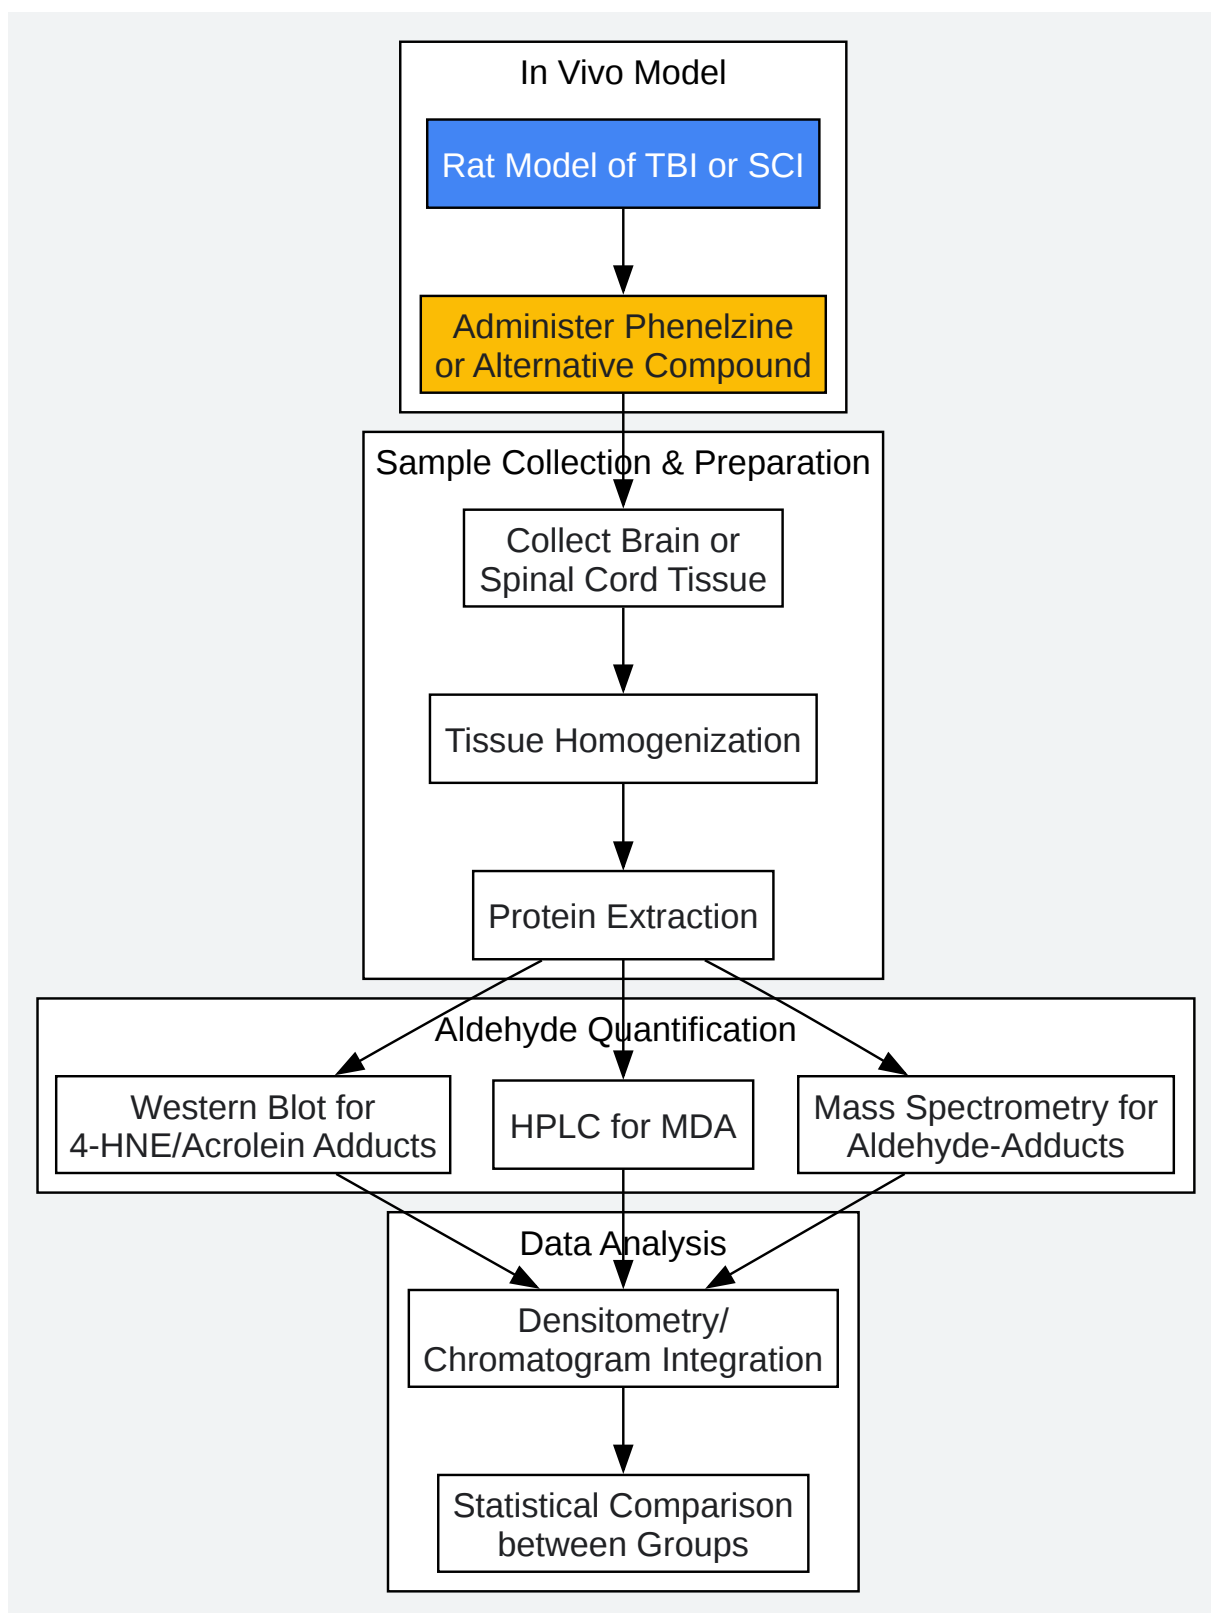 In Vivo Model
Rat Model of TBI or SCI
Administer Phenelzine
or Alternative Compound
Sample Collection & Preparation
Collect Brain or
Spinal Cord Tissue
Tissue Homogenization
Protein Extraction
Aldehyde Quantification
Western Blot for
4-HNE/Acrolein Adducts
HPLC for MDA
Mass Spectrometry for
Aldehyde-Adducts
Data Analysis
Densitometry/
Chromatogram Integration
Statistical Comparison
between Groups